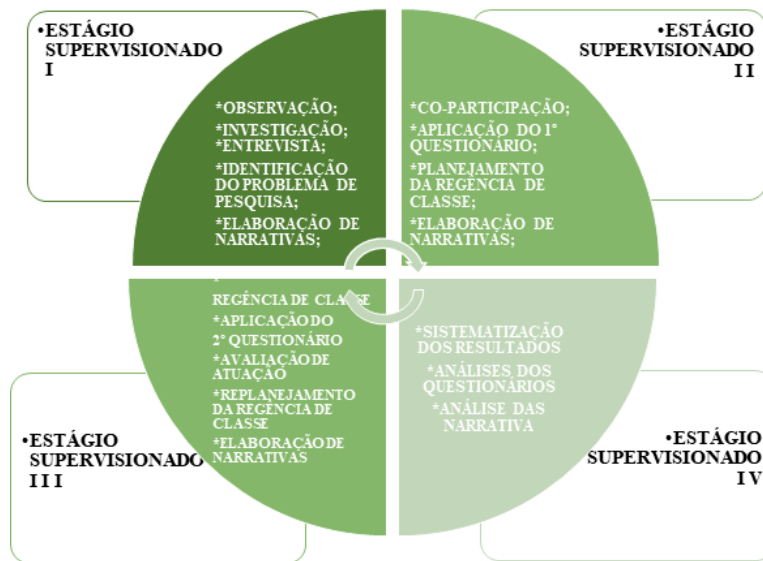 •ESTÁGIO
SUPERVISIONADO
I
•ESTÁGIO
SUPERVISIONADO
I I
*OBSERVAÇÃO;
*INVESTIGAÇÃO;
*ENTREVISTA;
*IDENTIFICAÇÃO
DO PROBLEMA DE
PESQUISA;
*ELABORAÇÃO DE
NARRATIVAS;
*CO-PARTICIPAÇÃO;
*APLICAÇÃO DO 1º
QUESTIONÁRIO;
*PLANEJAMENTO
DA REGÊNCIA DE
CLASSE;
*ELABORAÇÃO DE
NARRATIVAS;
REGÊNCIA DE CLASSE
*APLICAÇÃO DO
2º QUESTIONÁRIO
*AVALIAÇÃO DE
ATUAÇÃO
*REPLANEJAMENTO
DA REGÊNCIA DE
CLASSE
*ELABORAÇÃO DE
NARRATIVAS
*SISTEMATIZAÇÃO
DOS RESULTADOS
*ANÁLISES DOS
QUESTIONÁRIOS
*ANÁLISE DAS
NARRATIVA
•ESTÁGIO
SUPERVISIONADO
I I I
•ESTÁGIO
SUPERVISIONADO
I V